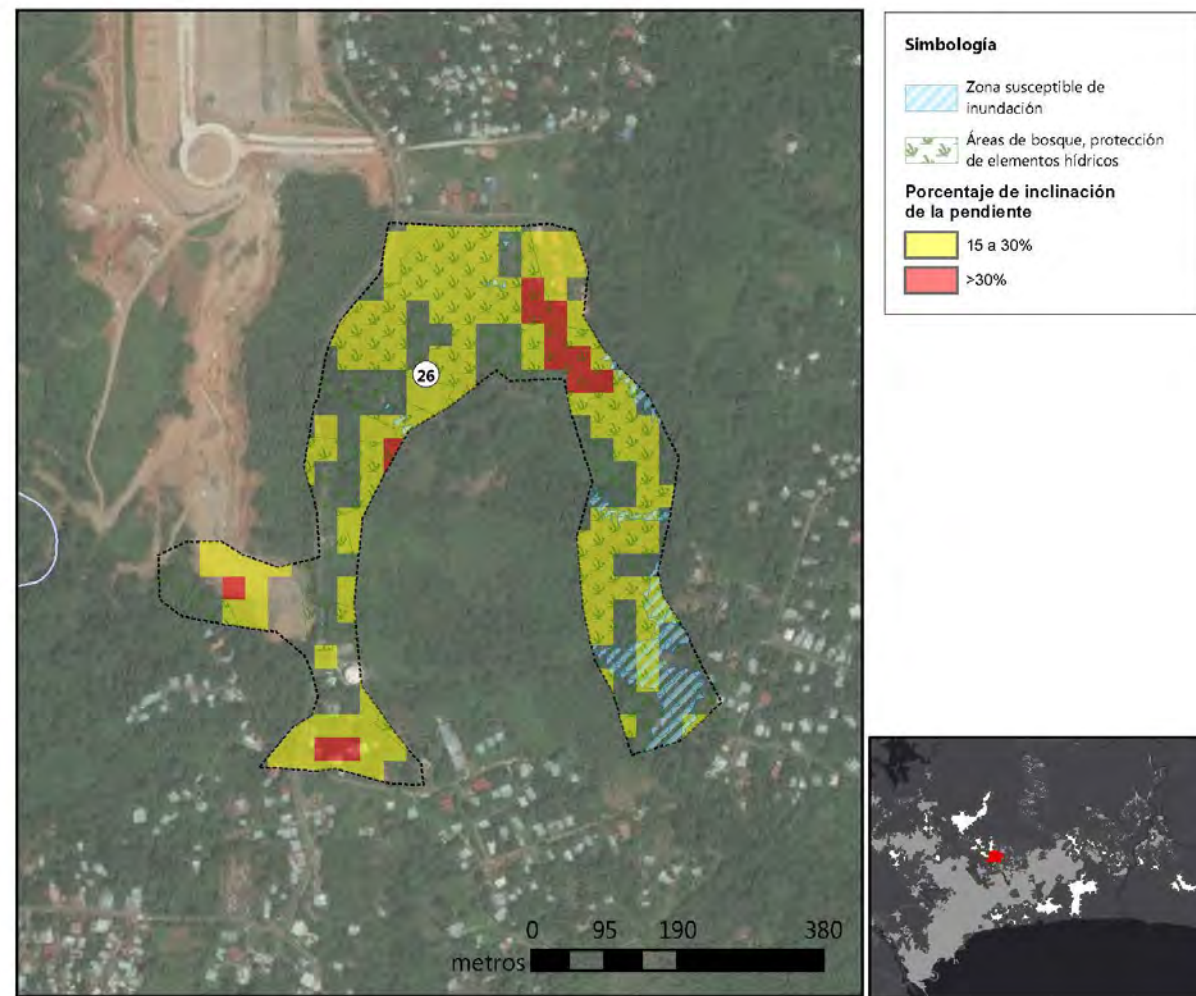 Simbología
Zona susceptible de
inundación
Áreas de bosque, protección
de elementos hídricos
Porcentaje de inclinación
de la pendiente
15 a 30%
>30%
26
0 95 190 380
metros